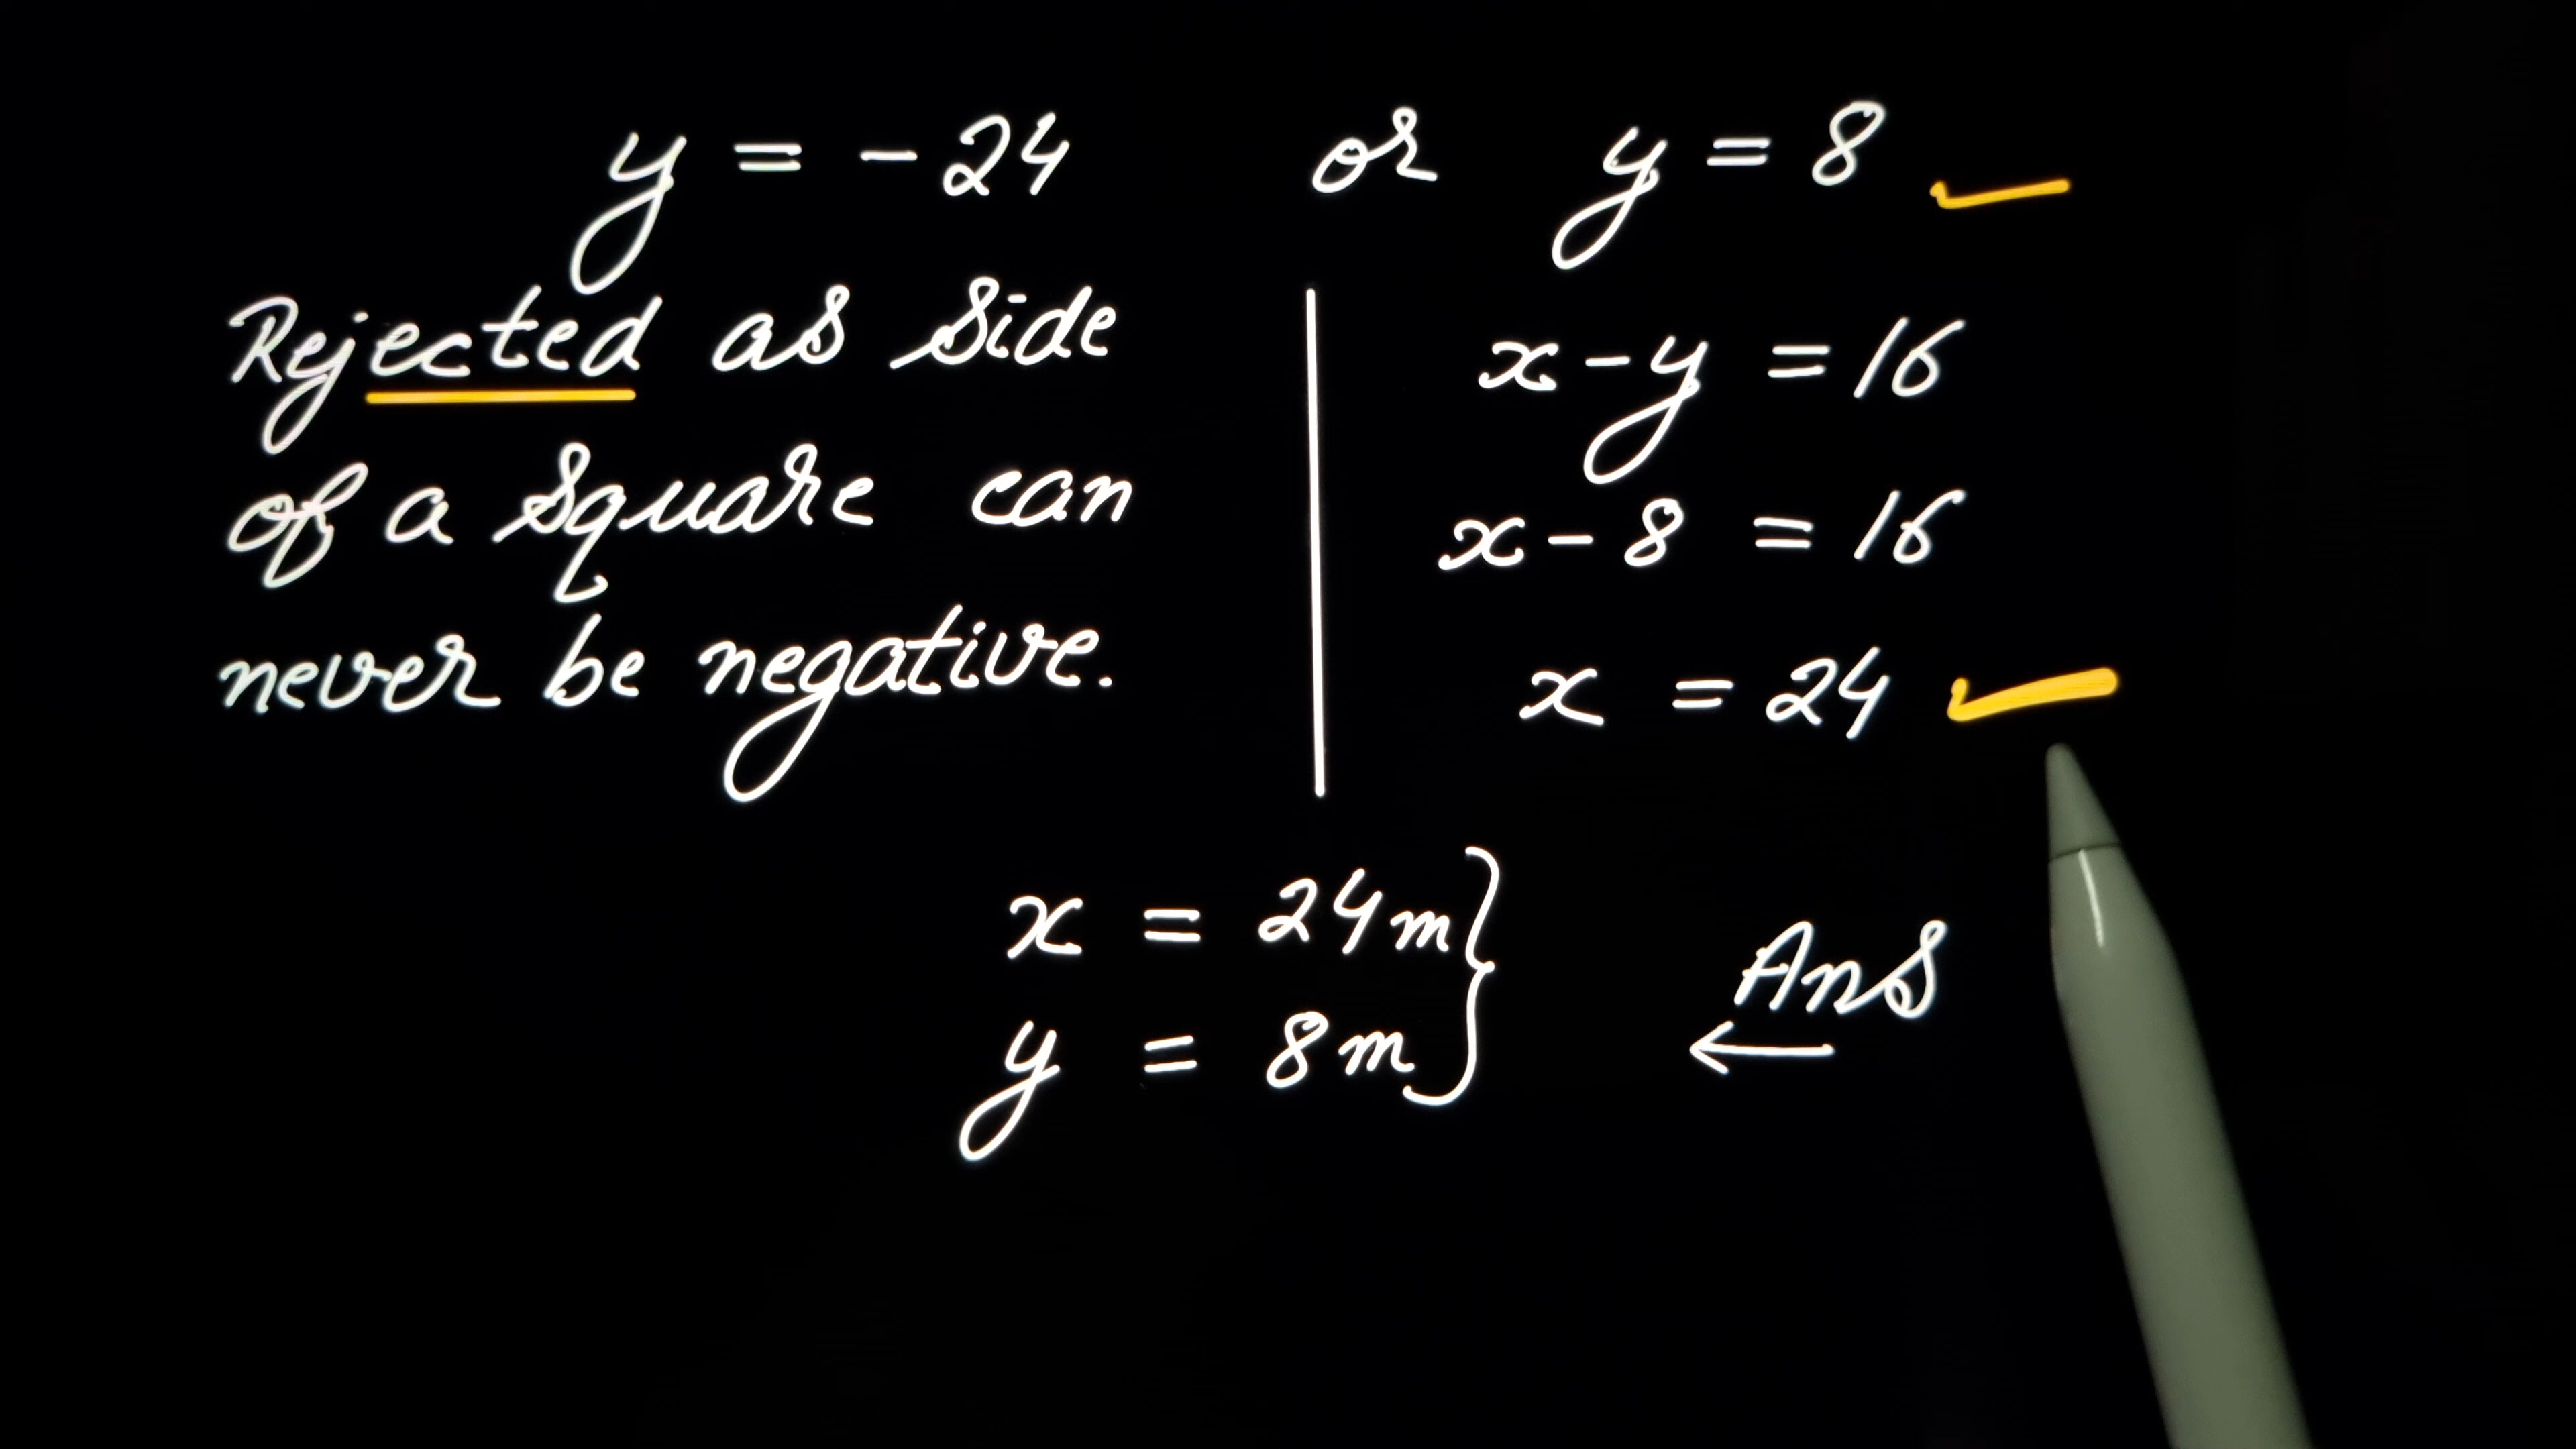 y = -24 or y = 8
Rejected as side
of a square can
never be negative.
x - y = 16
x - 8 = 16
x = 24
x = 24m
y = 8m
Ans